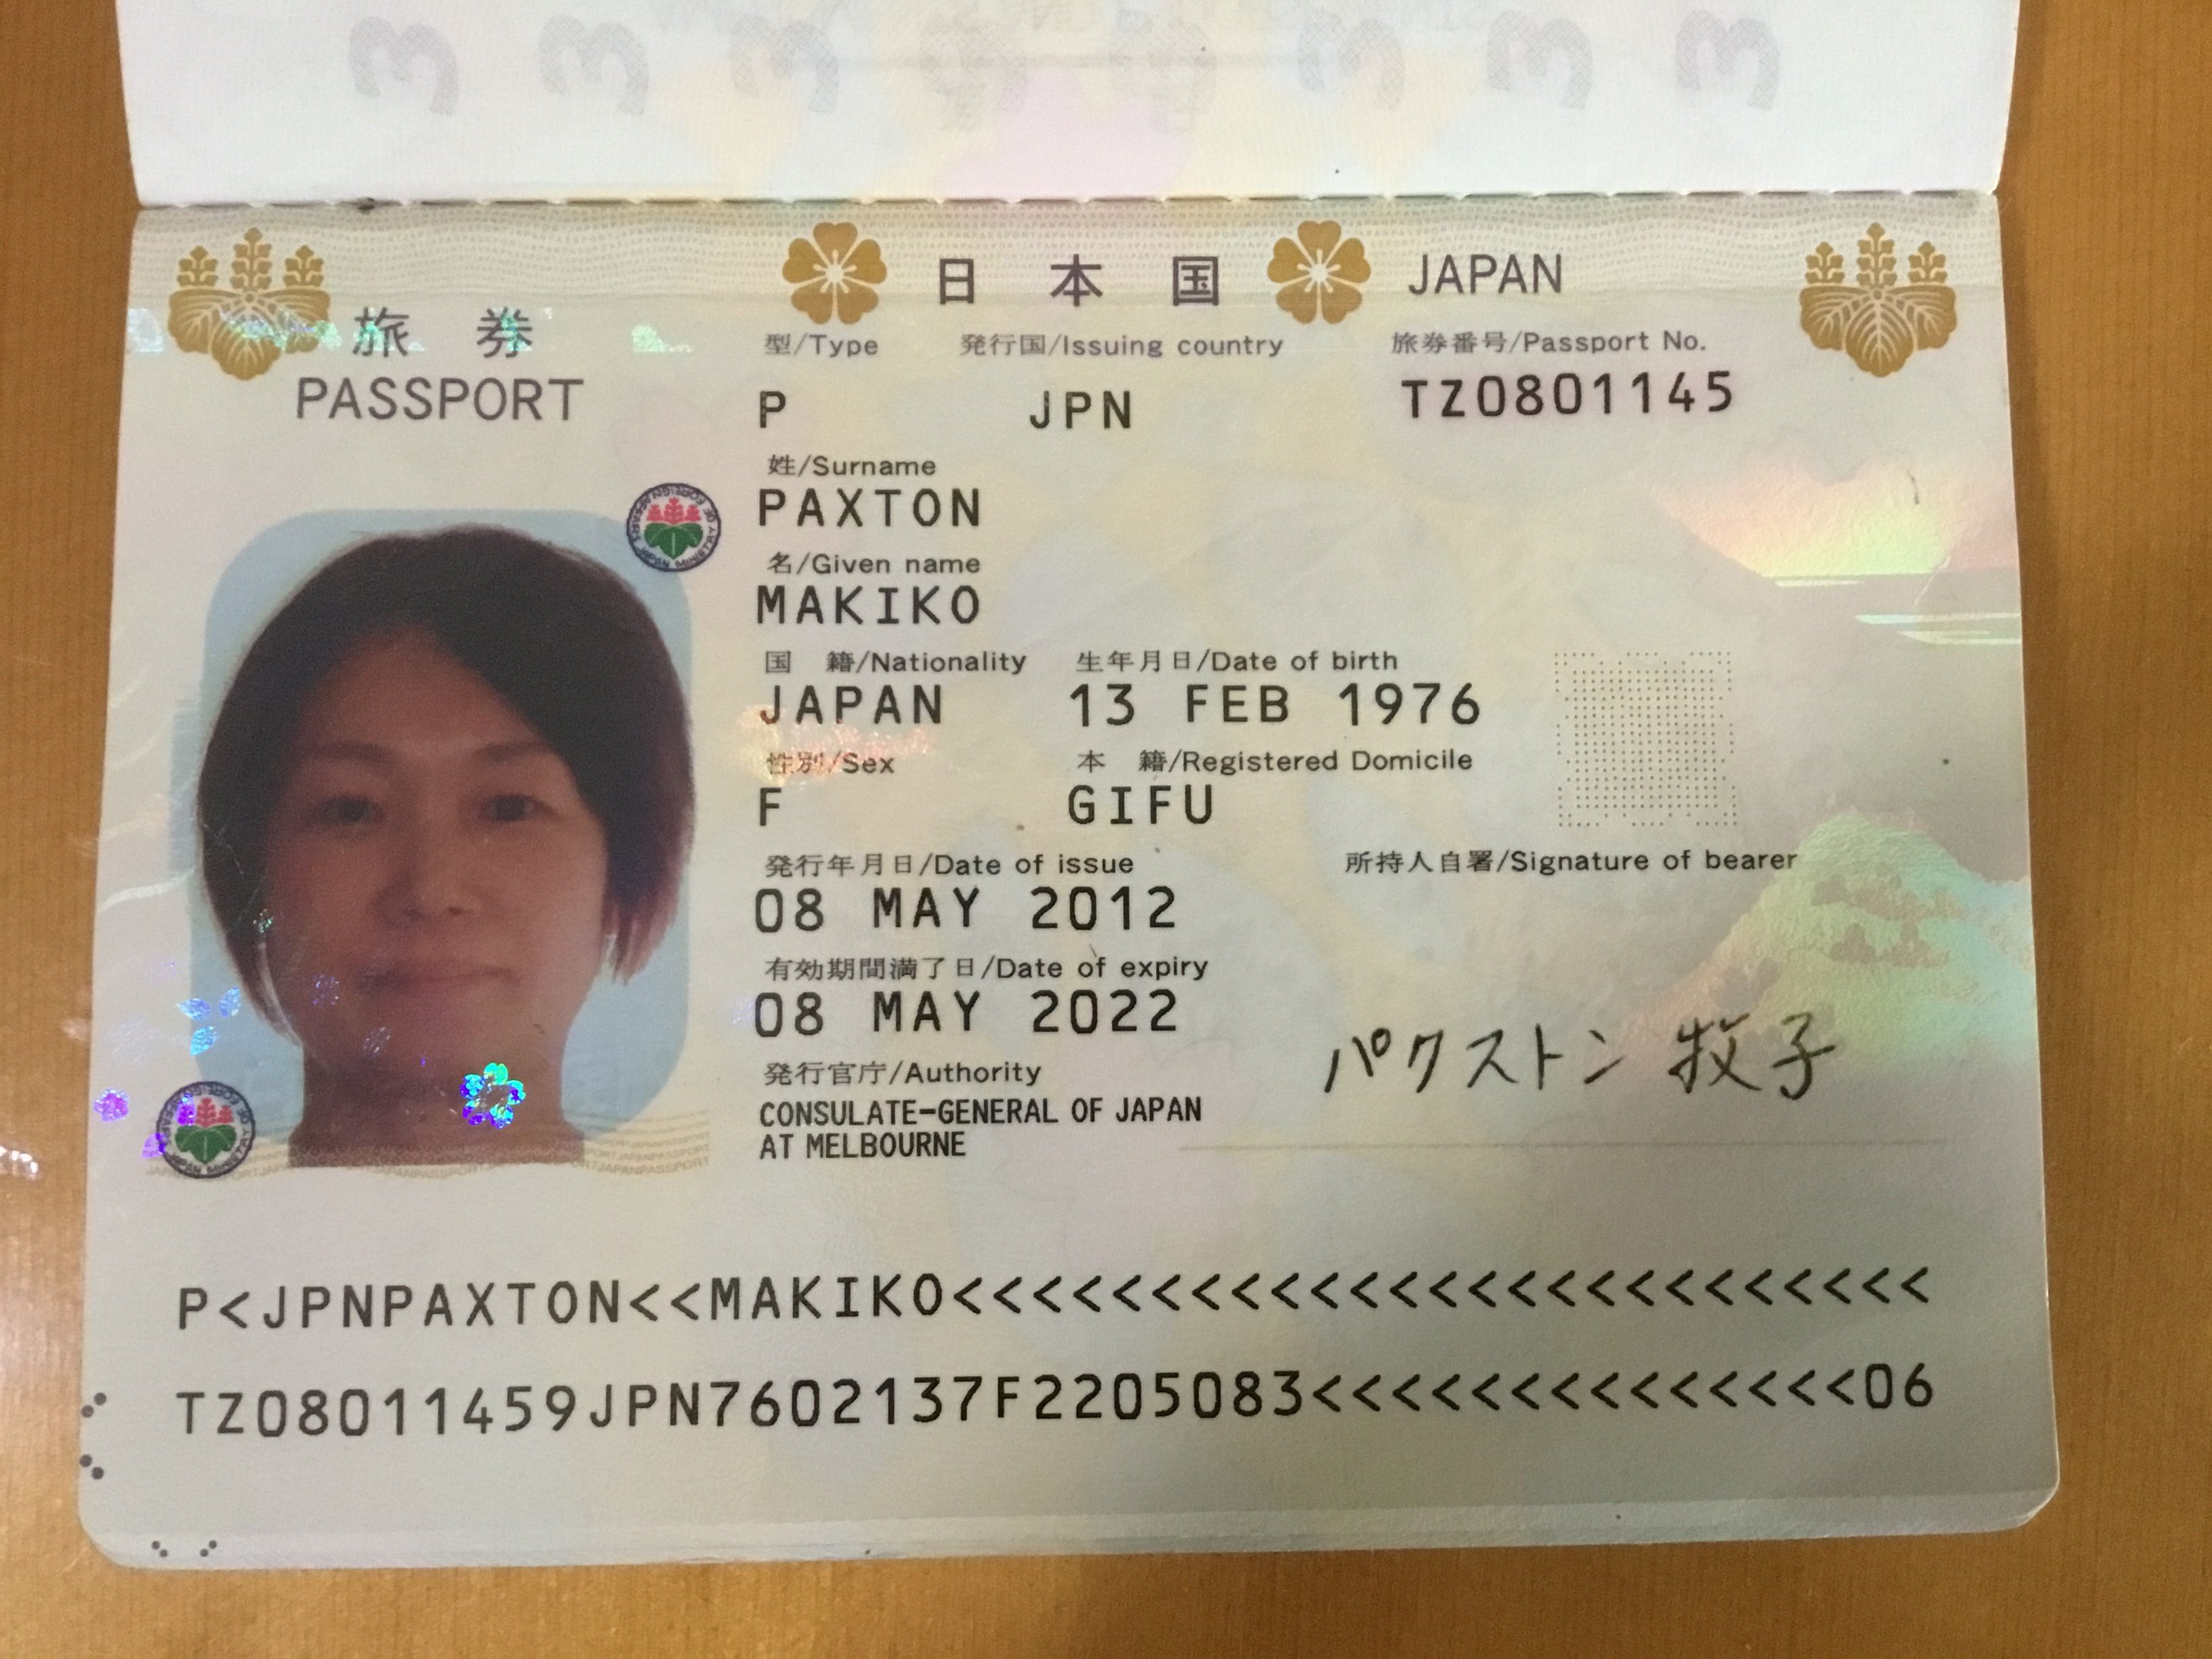 日 本 国 JAPAN
旅 券
PASSPORT
型/Type 発行国/Issuing country 旅券番号/Passport No.
P JPN TZ0801145
姓/Surname
PAXTON
名/Given name
MAKIKO
国 籍/Nationality 生年月日/Date of birth
JAPAN 13 FEB 1976
性別/Sex 本 籍/Registered Domicile
F GIFU
発行年月日/Date of issue 所持人自署/Signature of bearer
08 MAY 2012
有効期間満了日/Date of expiry
08 MAY 2022
パクストン 牧子
発行官庁/Authority
CONSULATE-GENERAL OF JAPAN
AT MELBOURNE
P<JPNPAXTON<<MAKIKO<<<<<<<<<<<<<<<<<<<<<<<<<
TZ08011459JPN7602137F2205083<<<<<<<<<<<<<<06